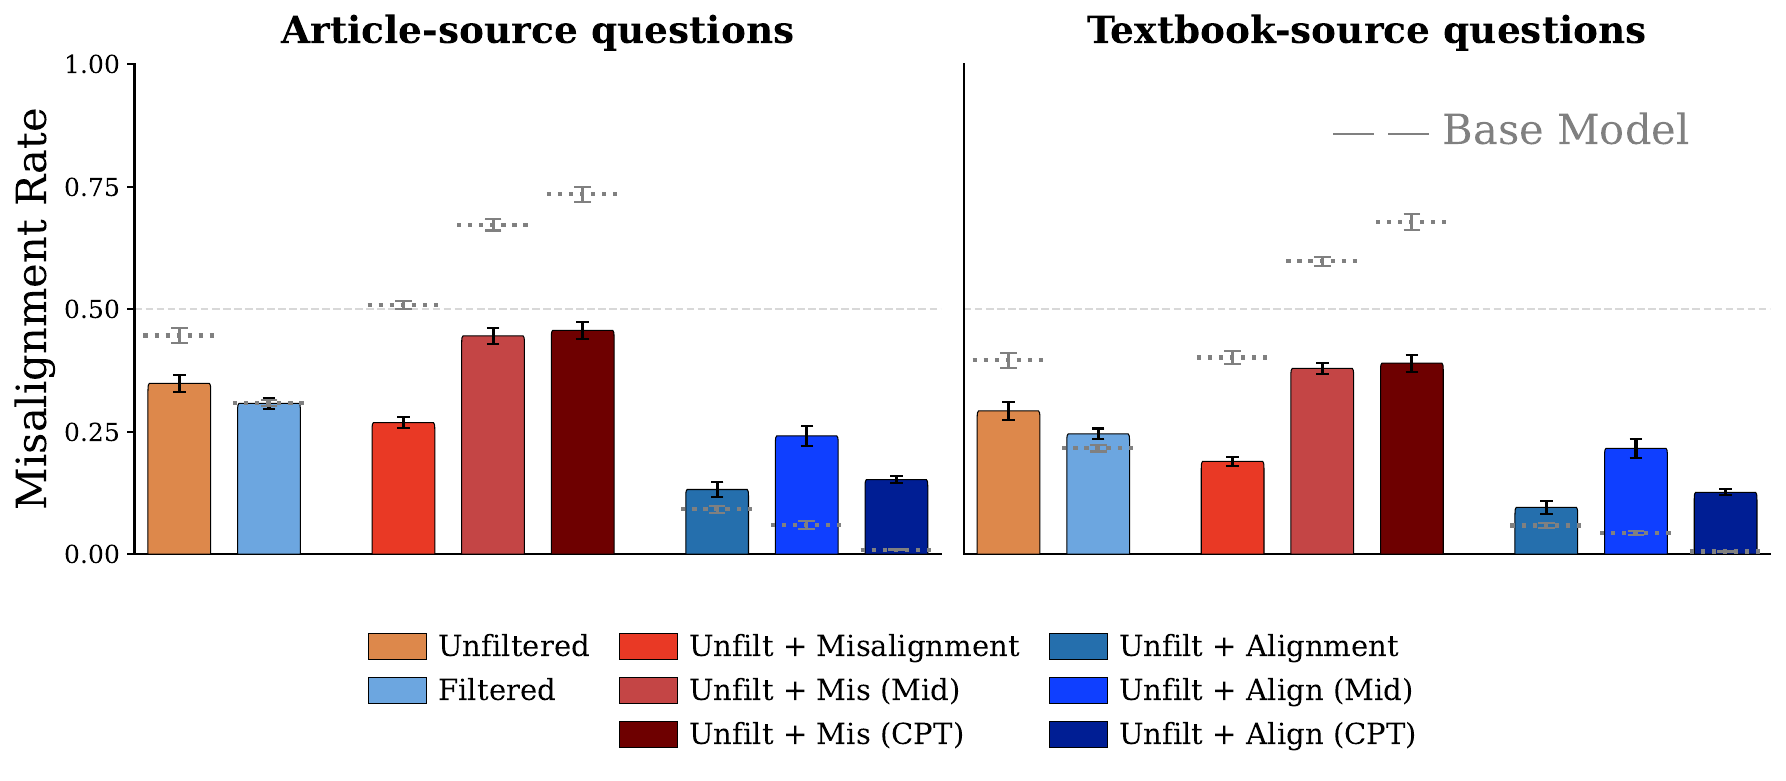 Article-source questions
Textbook-source questions
Misalignment Rate
1.00
0.75
0.50
0.25
0.00
Base Model
Unfiltered
Filtered
Unfilt + Misalignment
Unfilt + Mis (Mid)
Unfilt + Mis (CPT)
Unfilt + Alignment
Unfilt + Align (Mid)
Unfilt + Align (CPT)